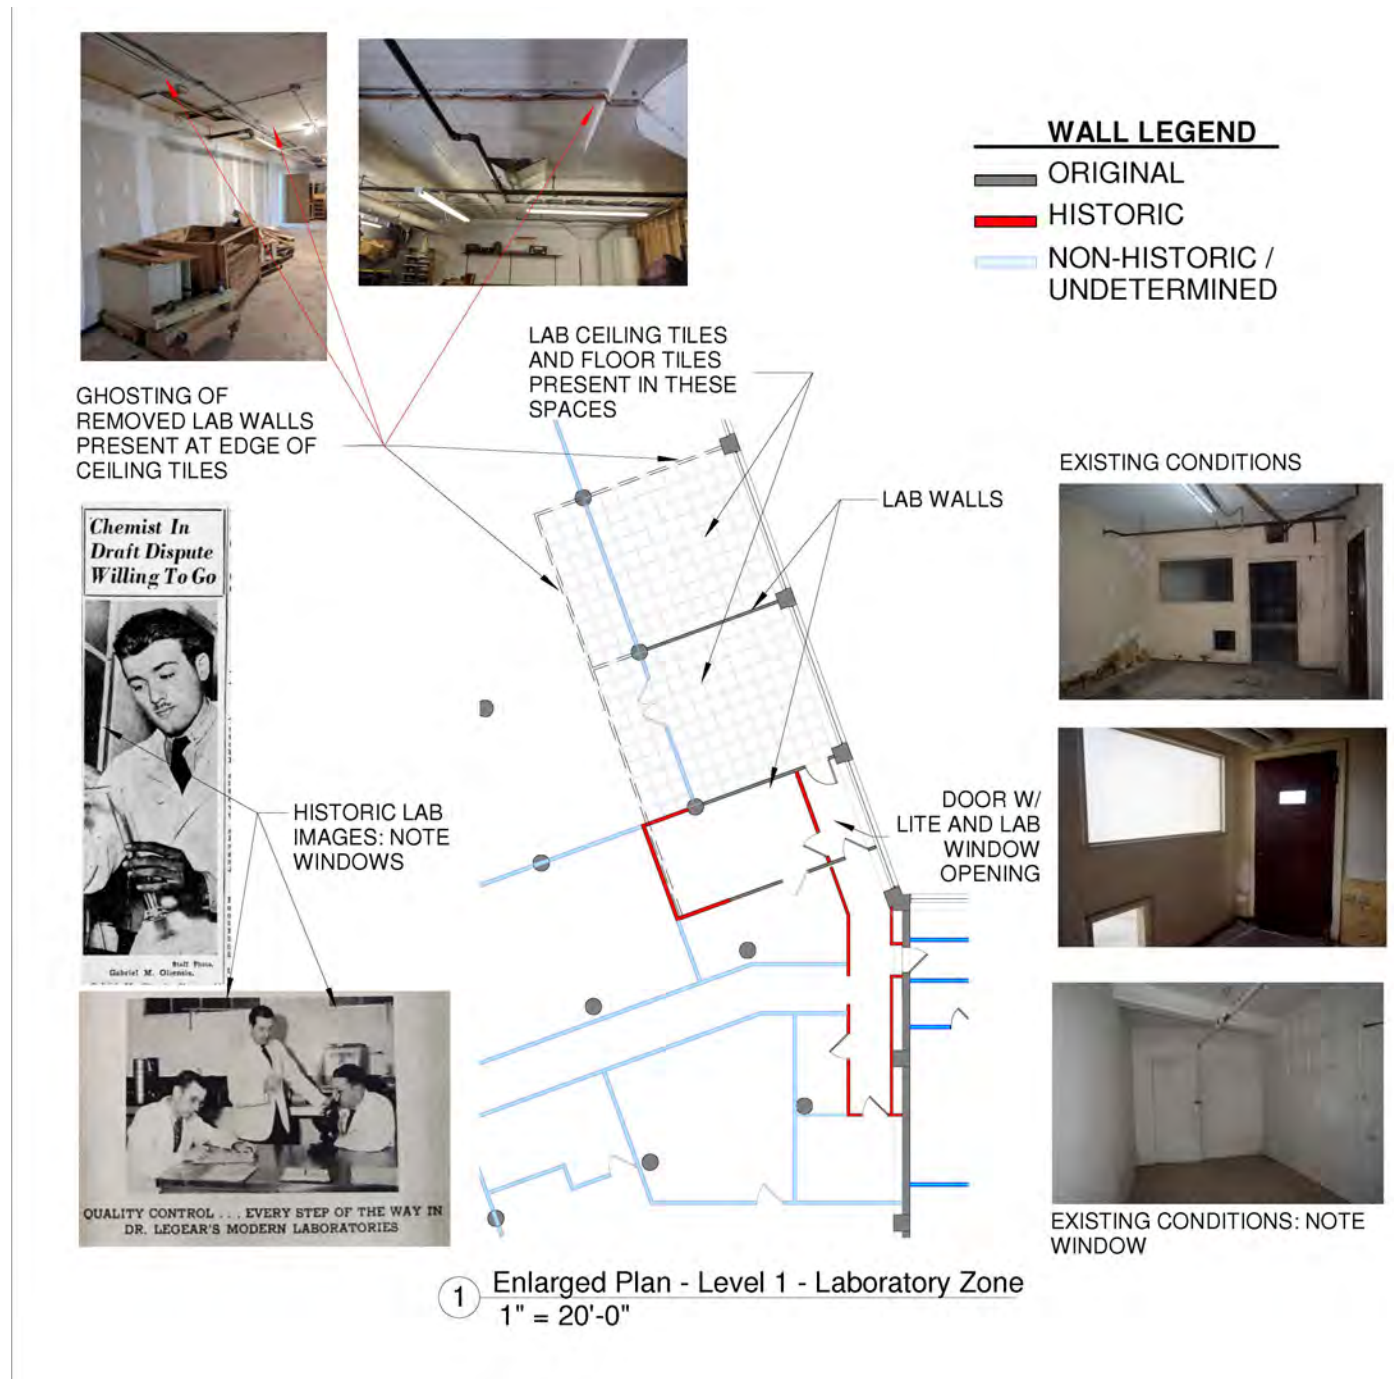 WALL LEGEND
ORIGINAL
HISTORIC
NON-HISTORIC /
UNDETERMINED
LAB CEILING TILES
AND FLOOR TILES
PRESENT IN THESE
SPACES
GHOSTING OF
REMOVED LAB WALLS
PRESENT AT EDGE OF
CEILING TILES
EXISTING CONDITIONS
LAB WALLS
Chemist In
Draft Dispute
Willing To Go
HISTORIC LAB
IMAGES: NOTE
WINDOWS
DOOR W/
LITE AND LAB
WINDOW
OPENING
Staff Photo.
QUALITY CONTROL . . . EVERY STEP OF THE WAY IN
DR. LEGEAR'S MODERN LABORATORIES
EXISTING CONDITIONS: NOTE
WINDOW
1
Enlarged Plan - Level 1 - Laboratory Zone
1" = 20'-0"